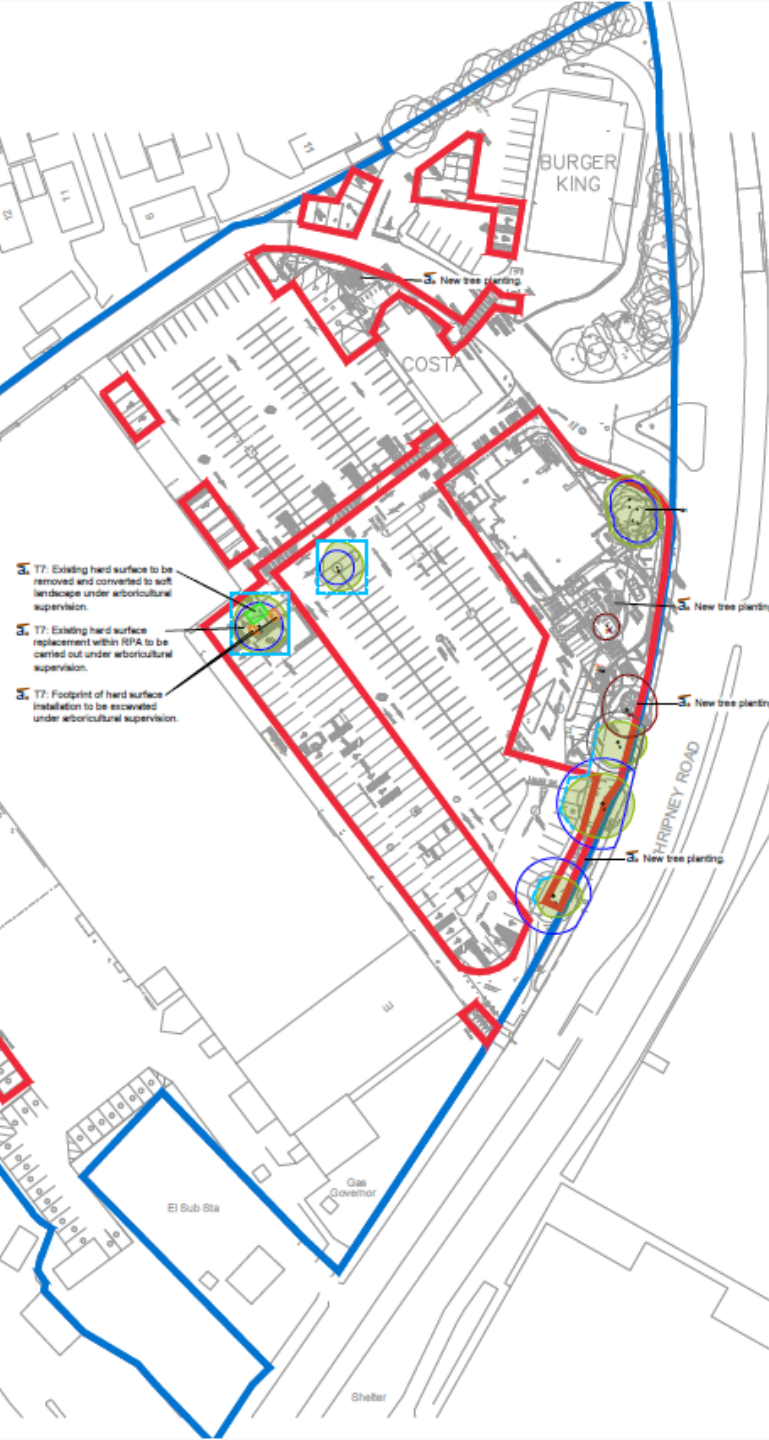 11
BURGER
KING
11
12
9
New tree planting.
COSTA
T7: Existing hard surface to be
removed and converted to soft
landscape under arboricultural
supervision.
T7: Existing hard surface
replacement within RPA to be
carried out under arboricultural
supervision.
T7: Footprint of hard surface
installation to be excavated
under arboricultural supervision.
New tree plantin
New tree plantin
HRIPNEY ROAD
New tree planting.
E
Gas
Governor
El Sub Sta
Shelter